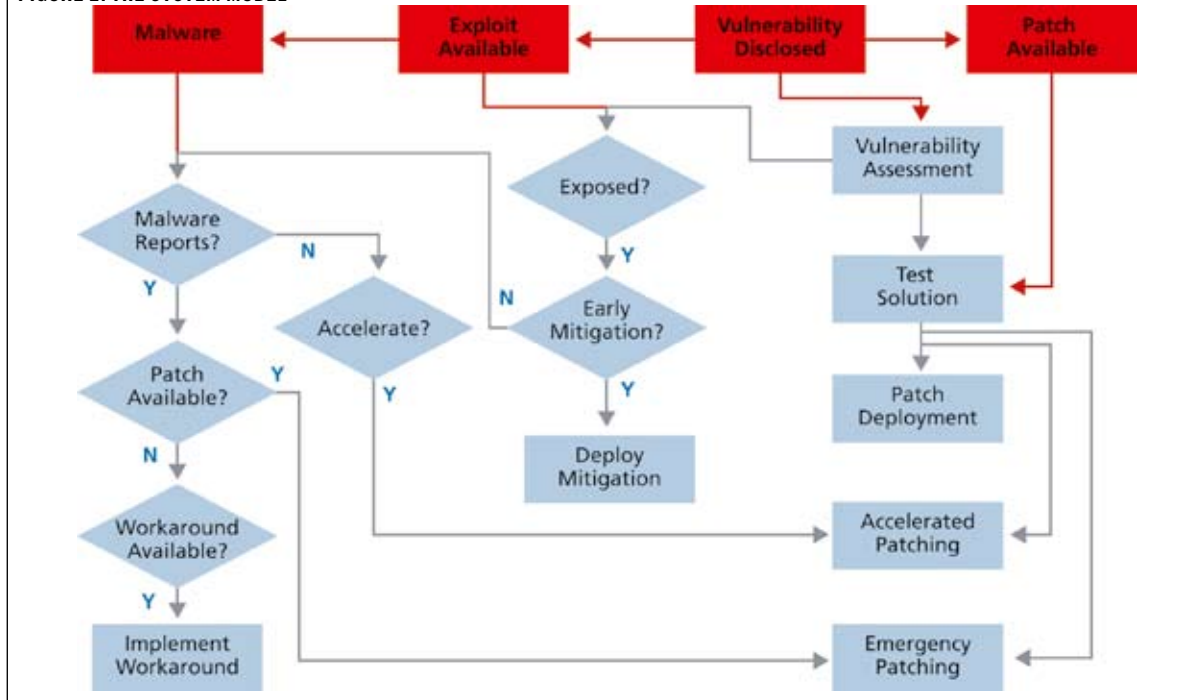 Malware
Exploit
Available
Vulnerability
Disclosed
Patch
Available
Vulnerability
Assessment
Exposed?
Malware
Reports?
N
Y
Y
Test
Solution
N
Early
Mitigation?
Accelerate?
Patch
Available?
Y
Y
Y
Patch
Deployment
N
Deploy
Mitigation
Workaround
Available?
Accelerated
Patching
Y
Implement
Workaround
Emergency
Patching